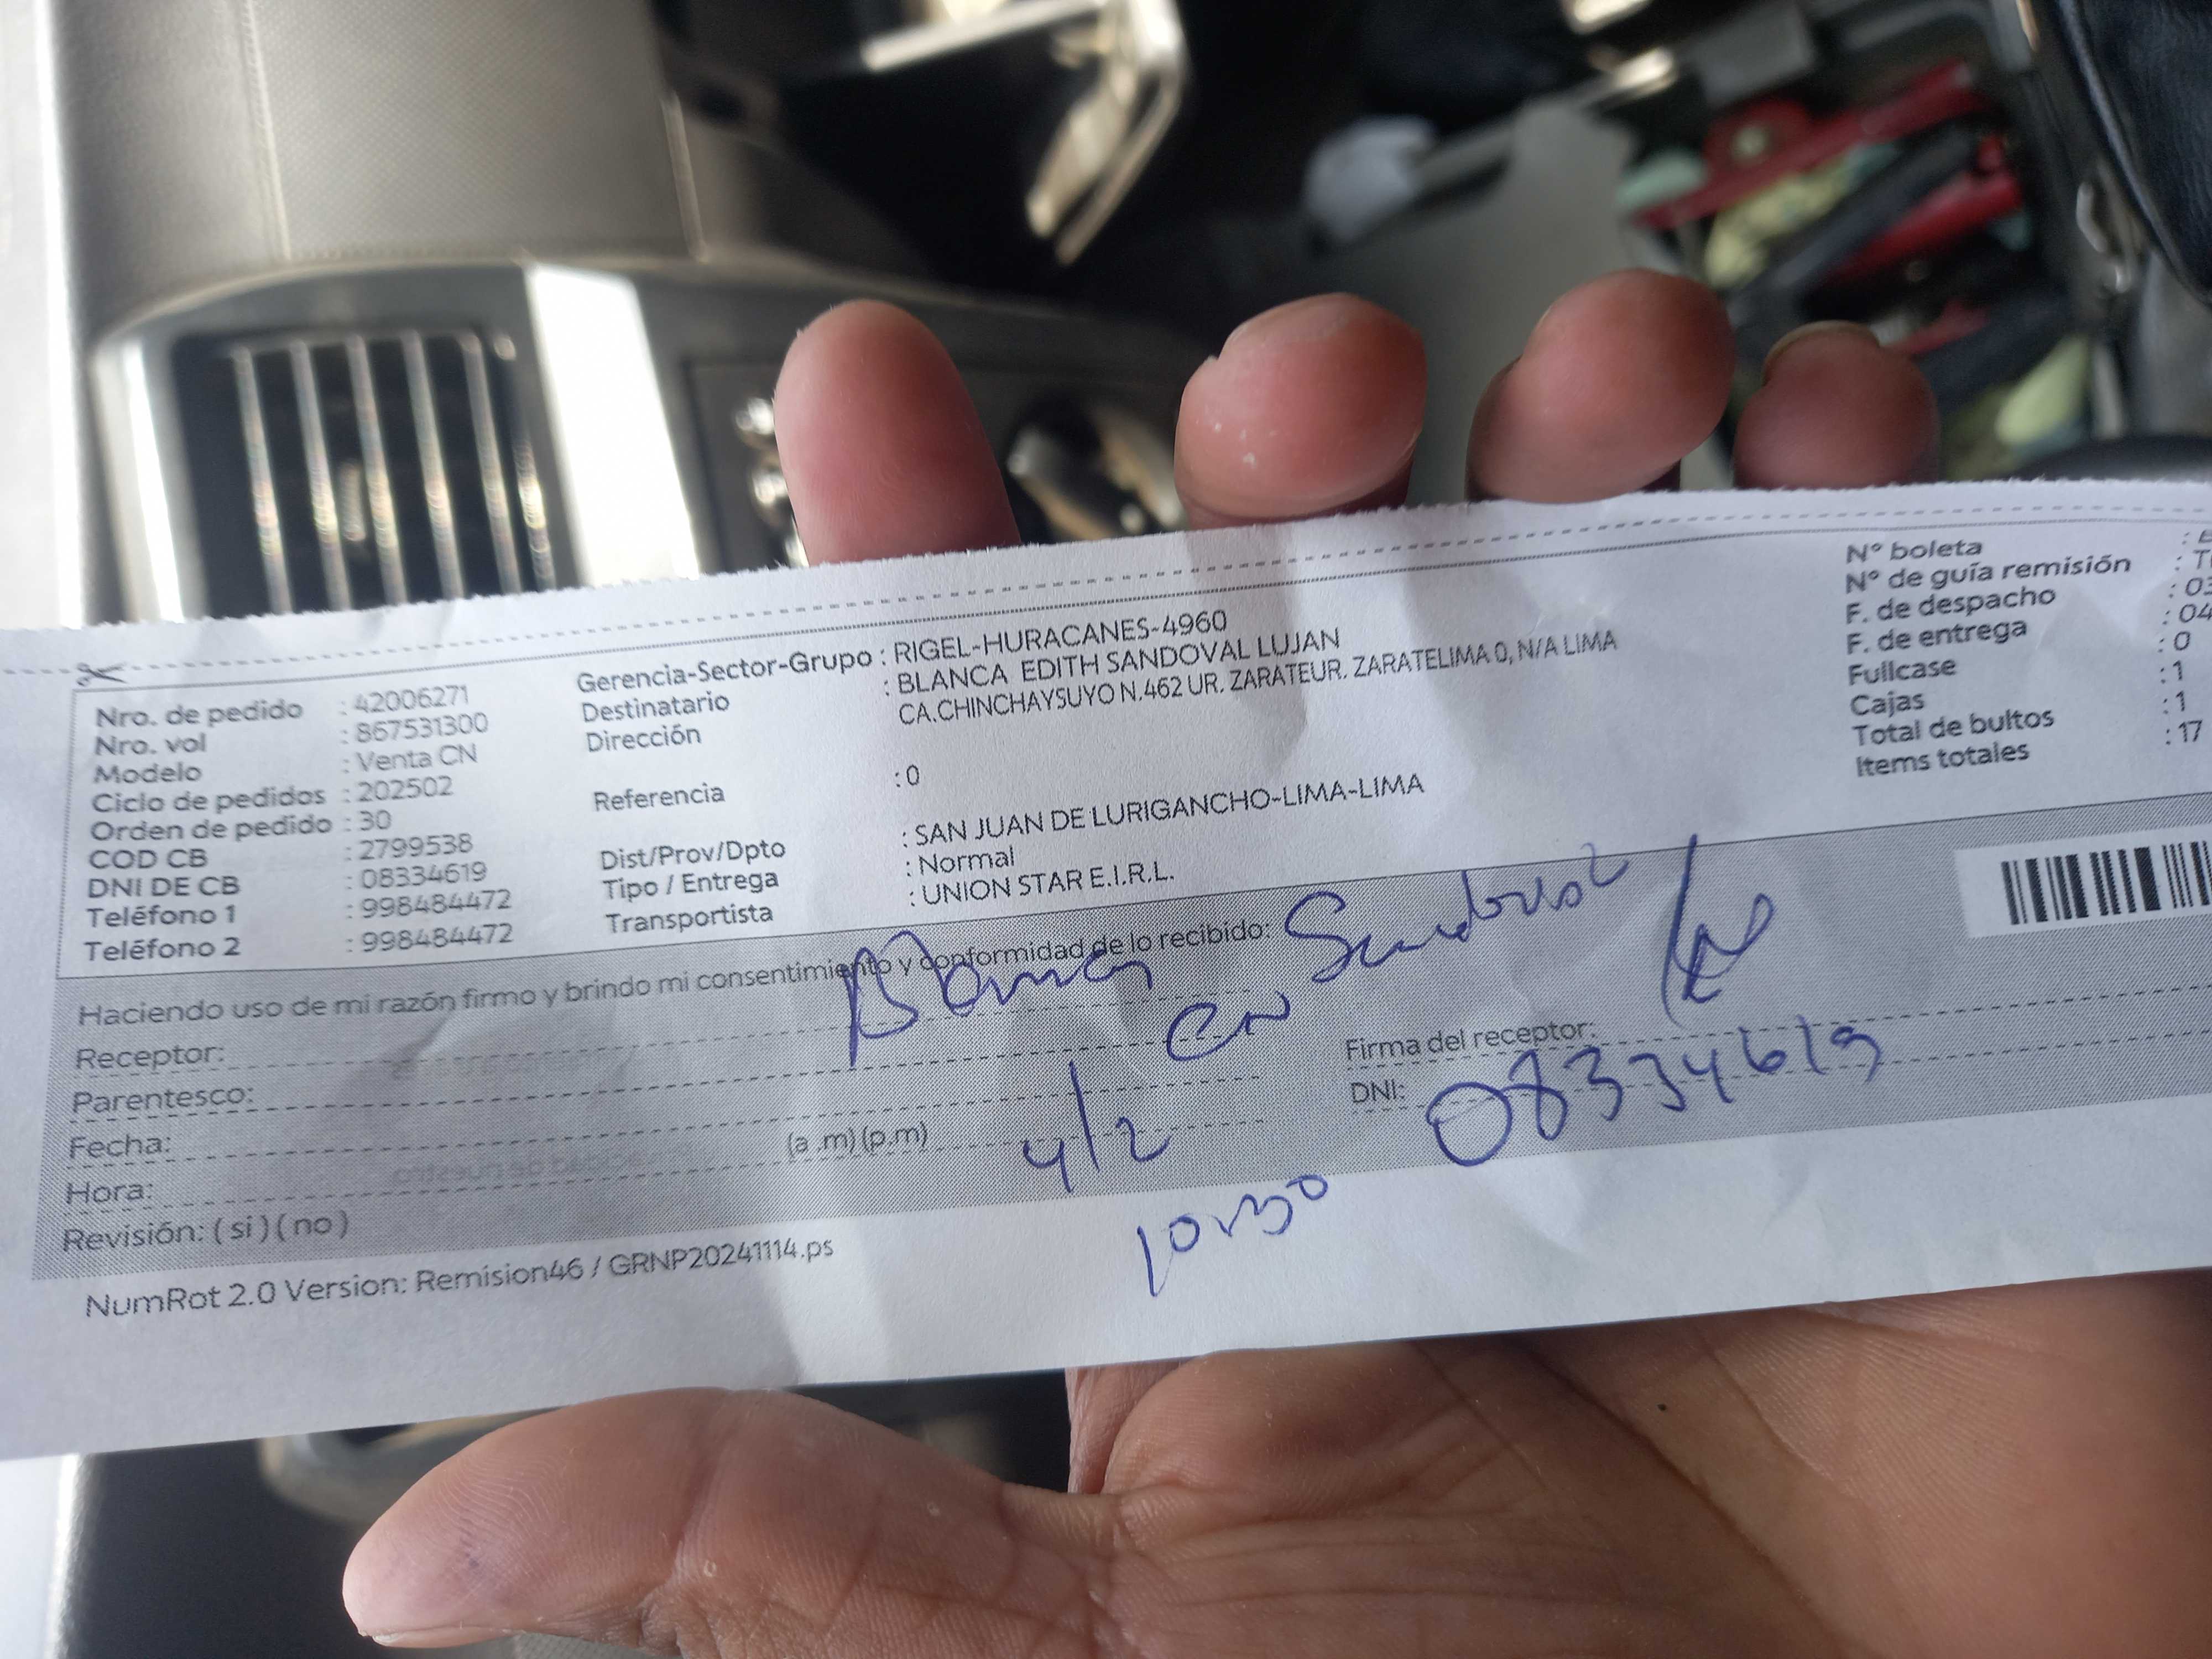 Nro. de pedido : 42006271
Nro. vol : 867531300
Modelo : Venta CN
Ciclo de pedidos : 202502
Orden de pedido : 30
COD CB : 2799538
DNI DE CB : 08334619
Teléfono 1 : 998484472
Teléfono 2 : 998484472
Gerencia-Sector-Grupo : RIGEL-HURACANES-4960
Destinatario : BLANCA EDITH SANDOVAL LUJAN
Dirección CA.CHINCHAYSUYO N.462 UR. ZARATEUR. ZARATELIMA 0, N/A LIMA
Referencia : 0
Dist/Prov/Dpto : SAN JUAN DE LURIGANCHO-LIMA-LIMA
Tipo / Entrega : Normal
Transportista : UNION STAR E.I.R.L.
N° boleta
N° de guía remisión
F. de despacho : 03
F. de entrega : 04
Fullcase : 0
Cajas : 1
Total de bultos : 1
Items totales : 17
Haciendo uso de mi razón firmo y brindo mi consentimiento y conformidad de lo recibido:
Receptor: Blanca Sandoval
Parentesco: CN
Fecha: 4/2
Hora: (a .m) (p.m) 10:30
Revisión: ( si ) ( no )
Firma del receptor:
DNI: 08334619
NumRot 2.0 Version: Remision46 / GRNP20241114.ps